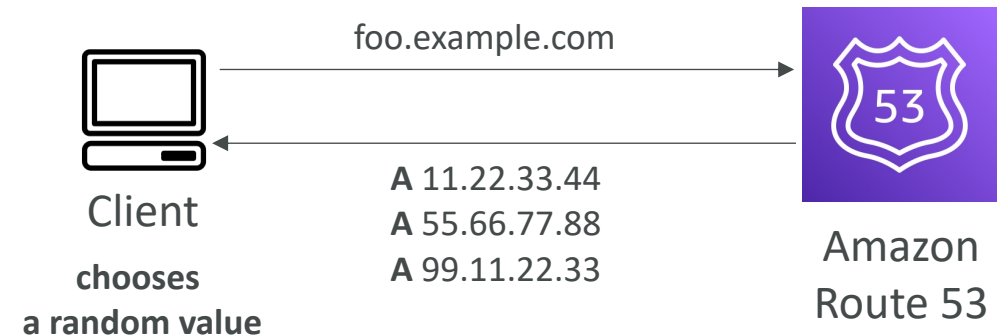 foo.example.com
53
A 11.22.33.44
A 55.66.77.88
A 99.11.22.33
Client
chooses
a random value
Amazon
Route 53